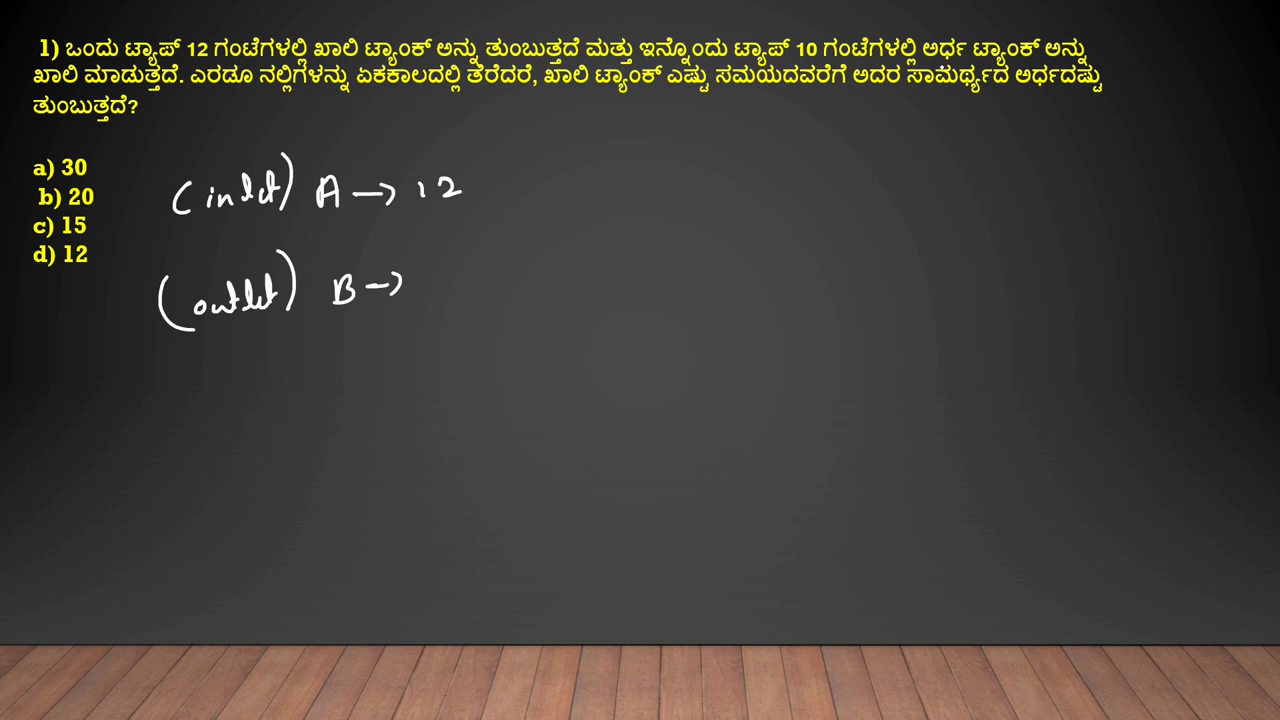 1) ಒಂದು ಟ್ಯಾಪ್ 12 ಗಂಟೆಗಳಲ್ಲಿ ಖಾಲಿ ಟ್ಯಾಂಕ್ ಅನ್ನು ತುಂಬುತ್ತದೆ ಮತ್ತು ಇನ್ನೊಂದು ಟ್ಯಾಪ್ 10 ಗಂಟೆಗಳಲ್ಲಿ ಅರ್ಧ ಟ್ಯಾಂಕ್ ಅನ್ನು
ಖಾಲಿ ಮಾಡುತ್ತದೆ. ಎರಡೂ ನಲ್ಲಿಗಳನ್ನು ಏಕಕಾಲದಲ್ಲಿ ತೆರೆದರೆ, ಖಾಲಿ ಟ್ಯಾಂಕ್ ಎಷ್ಟು ಸಮಯದವರೆಗೆ ಅದರ ಸಾಮರ್ಥ್ಯದ ಅರ್ಧದಷ್ಟು
ತುಂಬುತ್ತದೆ?
a) 30
b) 20
c) 15
d) 12
(inlet) A → 12
(outlet) B →